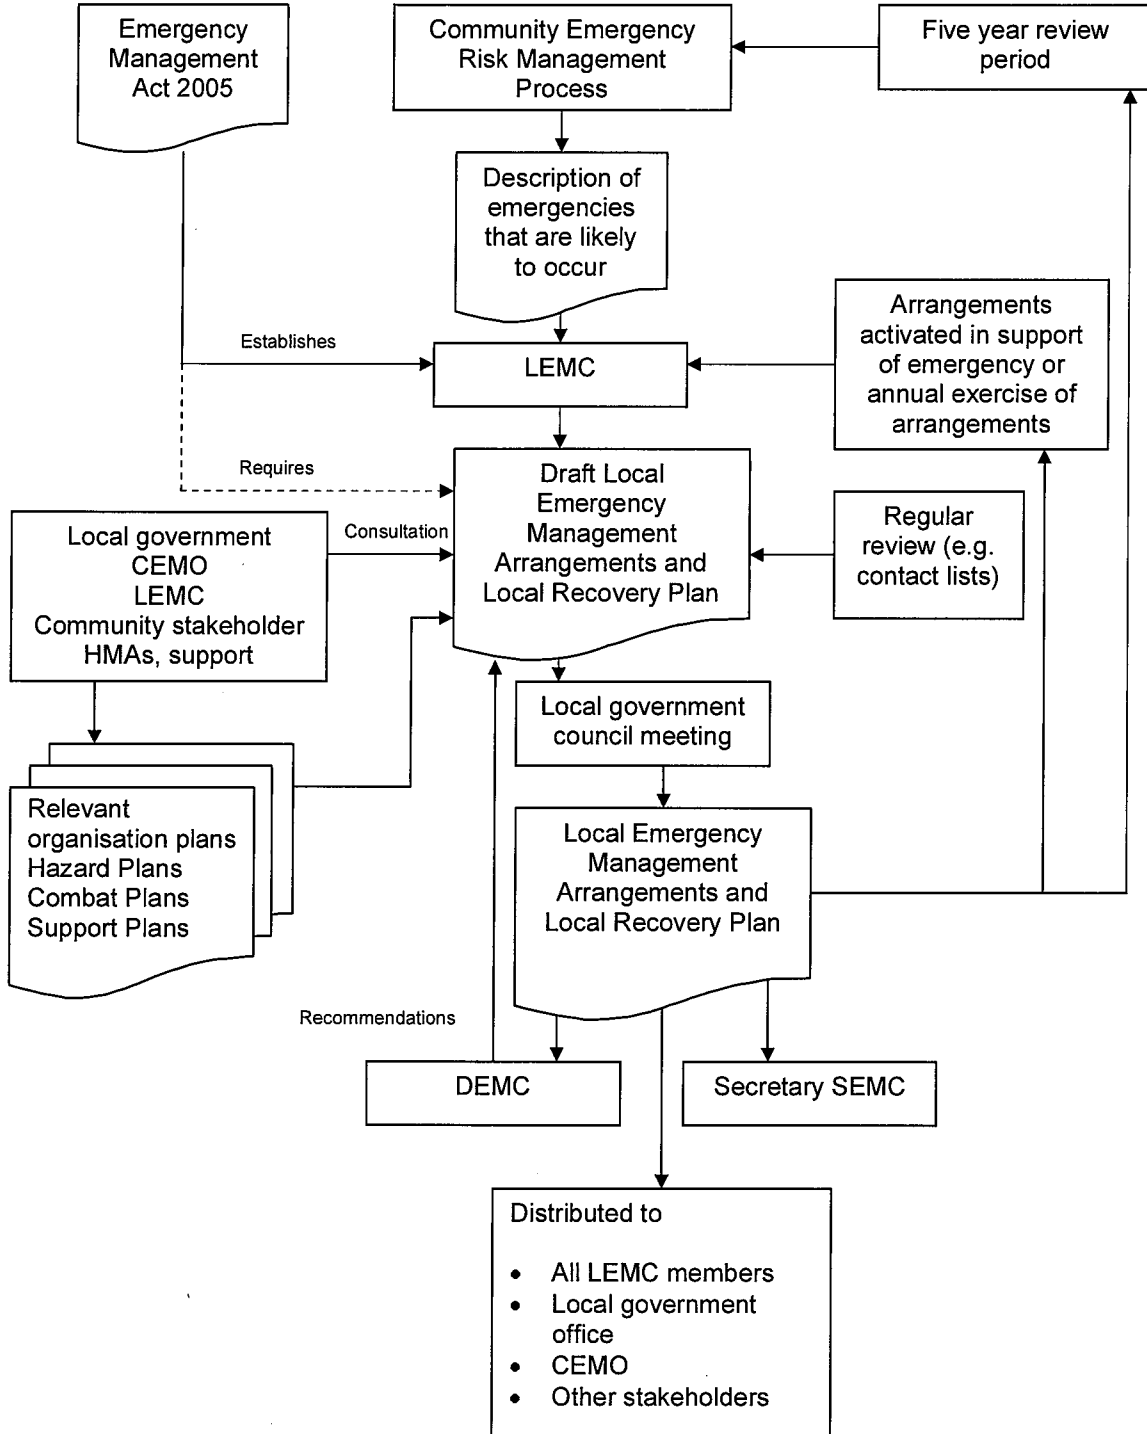 Emergency
Management
Act 2005
Community Emergency
Risk Management
Process
Five year review
period
Description of
emergencies
that are likely
to occur
Arrangements
activated in support
of emergency or
annual exercise of
arrangements
Establishes
LEMC
Requires
Draft Local
Emergency
Management
Arrangements and
Local Recovery Plan
Regular
review (e.g.
contact lists)
Consultation
Local government
CEMO
LEMC
Community stakeholder
HMAs, support
Local government
council meeting
Relevant
organisation plans
Hazard Plans
Combat Plans
Support Plans
Local Emergency
Management
Arrangements and
Local Recovery Plan
Recommendations
DEMC
Secretary SEMC
Distributed to
• All LEMC members
• Local government
office
• CEMO
• Other stakeholders